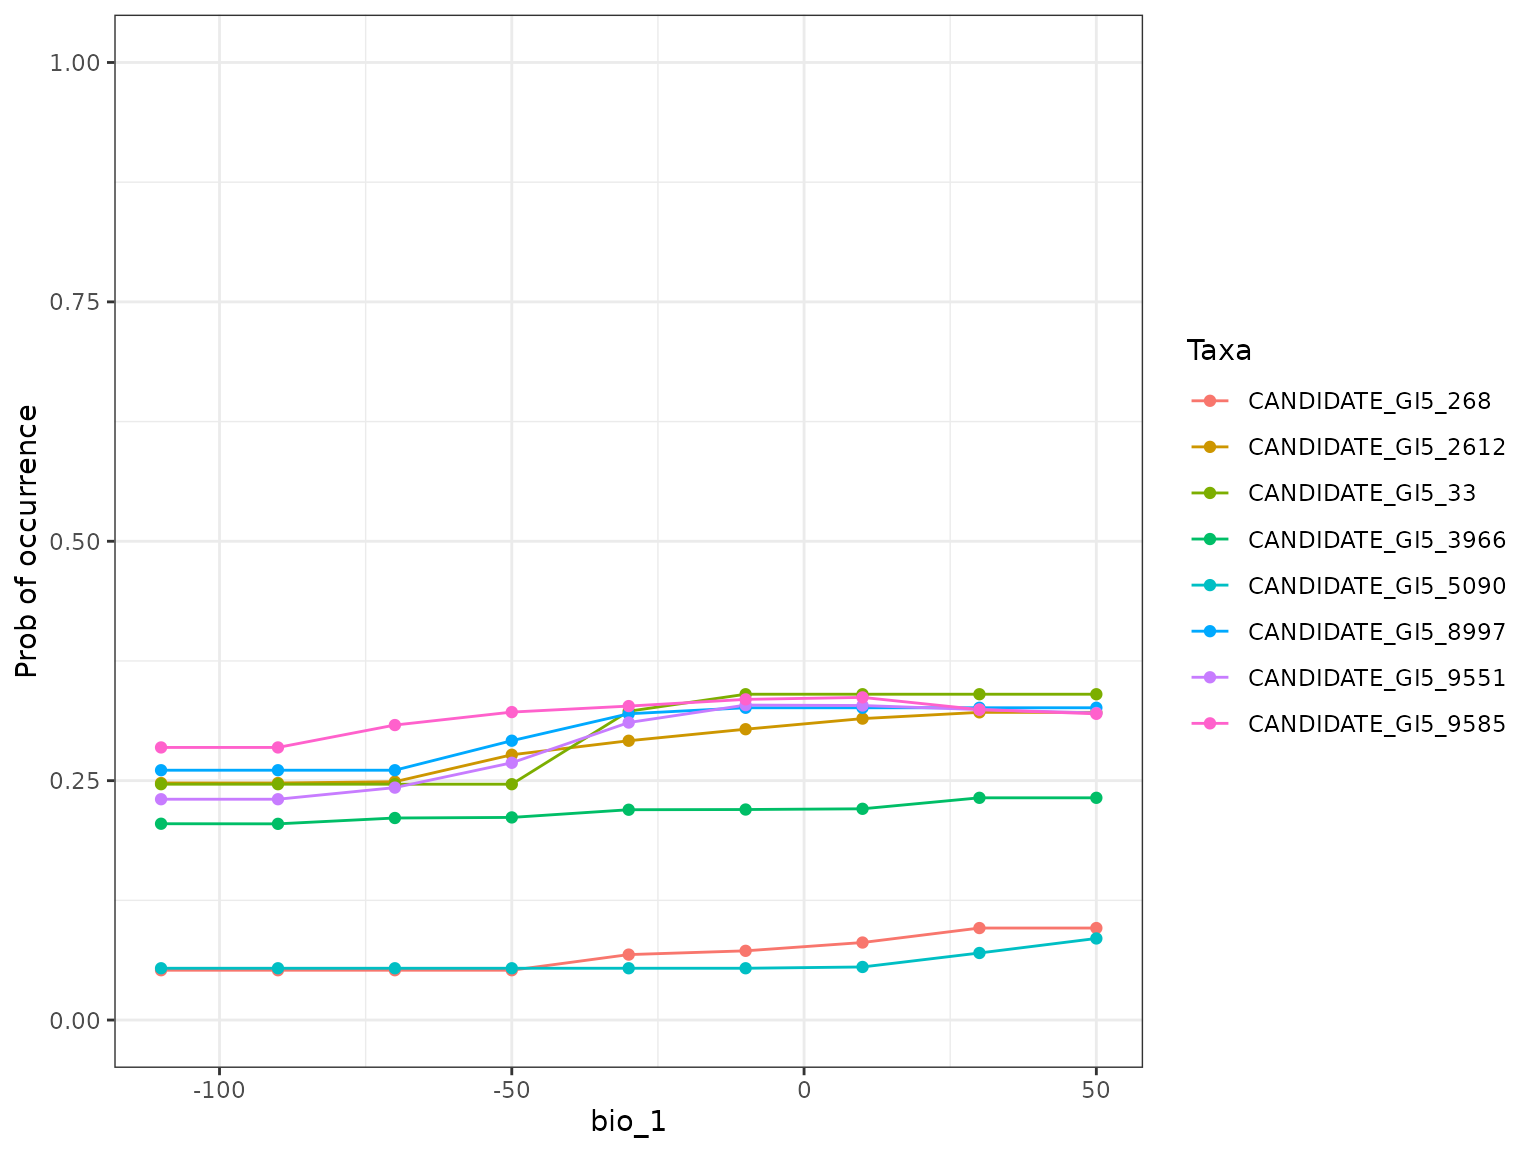 1.00
0.75
0.50
0.25
0.00
Prob of occurrence
-100
-50
0
50
bio_1
Taxa
CANDIDATE_GI5_268
CANDIDATE_GI5_2612
CANDIDATE_GI5_33
CANDIDATE_GI5_3966
CANDIDATE_GI5_5090
CANDIDATE_GI5_8997
CANDIDATE_GI5_9551
CANDIDATE_GI5_9585